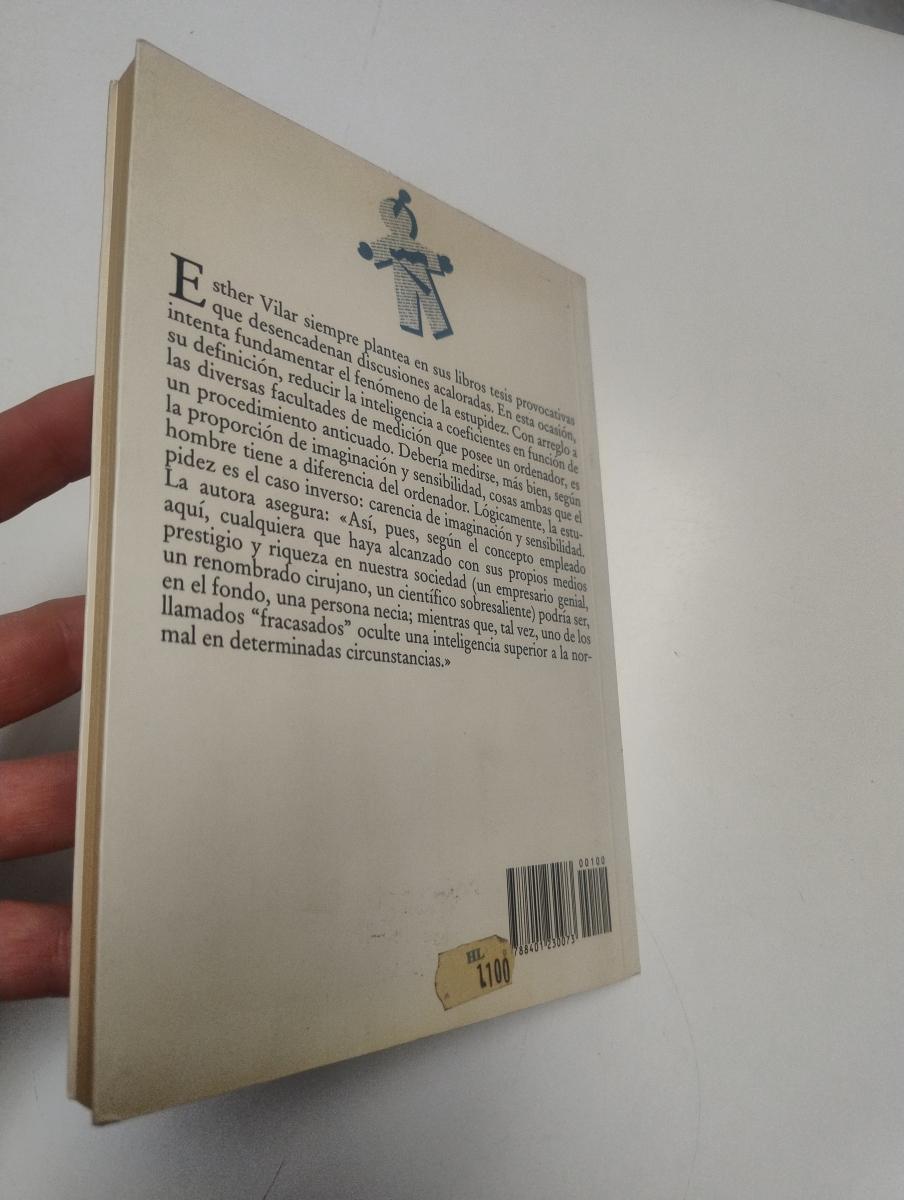 Esther Vilar siempre plantea en sus libros tesis provocativas
que desencadenan discusiones acaloradas. En esta ocasión,
intenta fundamentar el fenómeno de la estupidez. Con arreglo a
su definición, reducir la inteligencia a coeficientes en función de
las diversas facultades de medición que posee un ordenador, es
un procedimiento anticuado. Debería medirse, más bien, según
la proporción de imaginación y sensibilidad, cosas ambas que el
hombre tiene a diferencia del ordenador. Lógicamente, la estu-
pidez es el caso inverso: carencia de imaginación y sensibilidad.
La autora asegura: «Así, pues, según el concepto empleado
aquí, cualquiera que haya alcanzado con sus propios medios
prestigio y riqueza en nuestra sociedad (un empresario genial,
un renombrado cirujano, un científico sobresaliente) podría ser,
en el fondo, una persona necia; mientras que, tal vez, uno de los
llamados “fracasados” oculte una inteligencia superior a la nor-
mal en determinadas circunstancias.»
00100
788401230073
HL
1.100